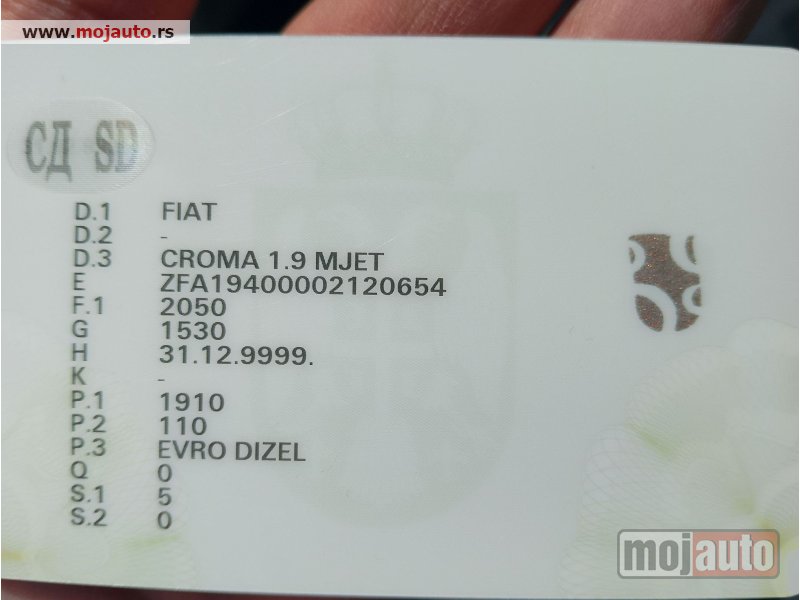 www.mojauto.rs
СД SD
D.1 FIAT
D.2 -
D.3 CROMA 1.9 MJET
E ZFA19400002120654
F.1 2050
G 1530
H 31.12.9999.
K -
P.1 1910
P.2 110
P.3 EVRO DIZEL
Q 0
S.1 5
S.2 0
mojauto